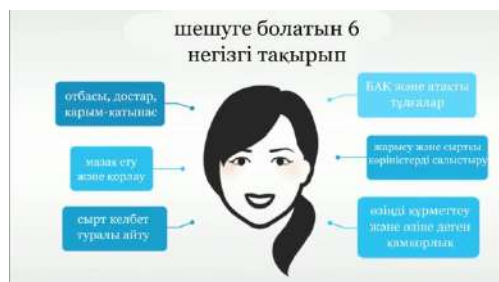 шешуге болатын 6
негізгі тақырып
отбасы, достар,
қарым-қатынас
БАҚ және атақты
тұлғалар
мазақ ету
және қорлау
жарысу және сыртқы
көріністерді салыстыру
сырт келбет
туралы айту
өзіңді құрметтеу
және өзіңе деген
қамқорлық